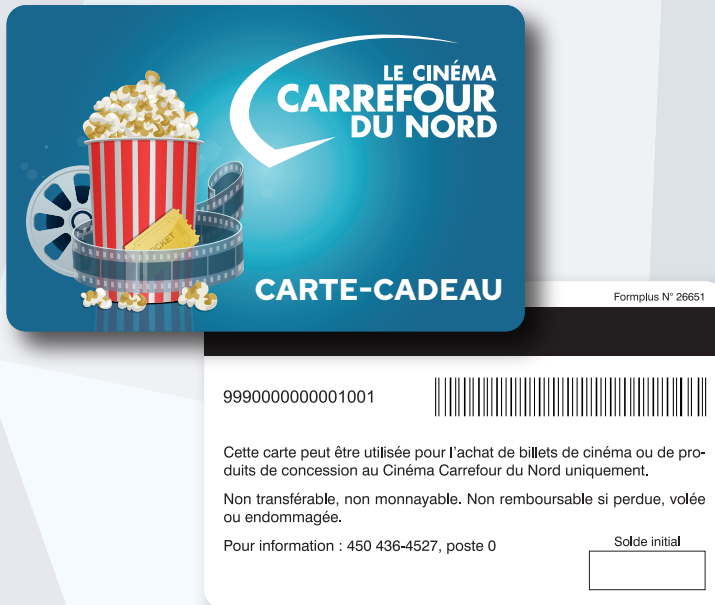 LE CINÉMA
CARREFOUR
DU NORD
TICKET
CARTE-CADEAU
Formplus N° 26651
9990000000001001
Cette carte peut être utilisée pour l'achat de billets de cinéma ou de pro-
duits de concession au Cinéma Carrefour du Nord uniquement.
Non transférable, non monnayable. Non remboursable si perdue, volée
ou endommagée.
Pour information : 450 436-4527, poste 0
Solde initial